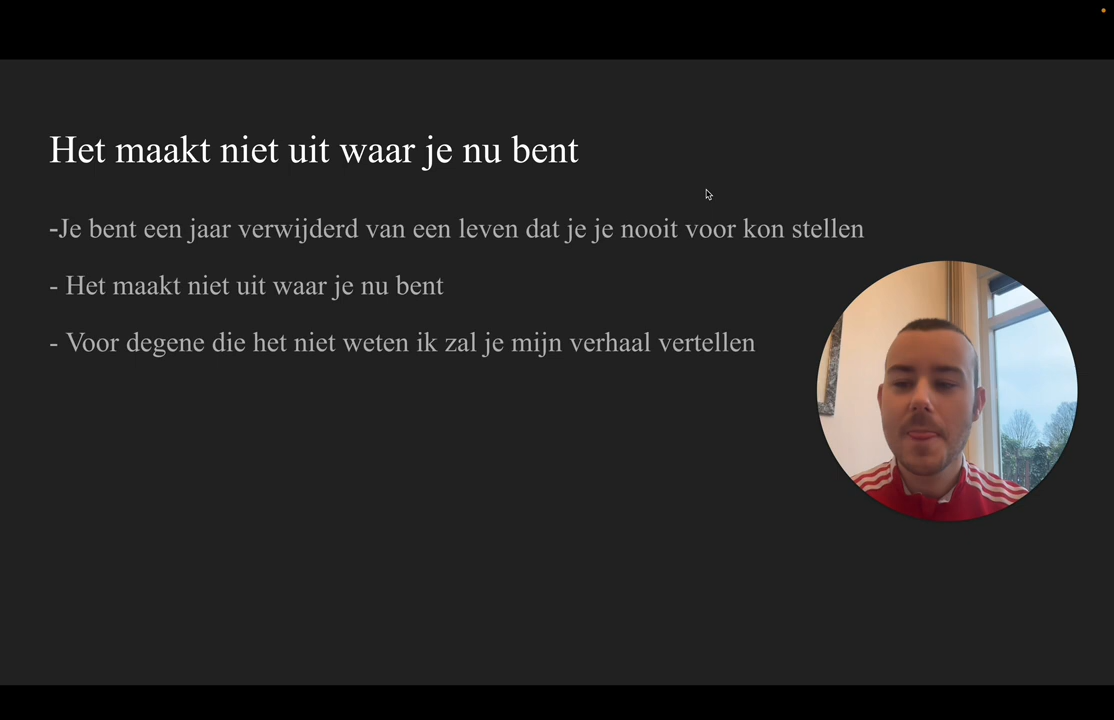 Het maakt niet uit waar je nu bent
-Je bent een jaar verwijderd van een leven dat je je nooit voor kon stellen
- Het maakt niet uit waar je nu bent
- Voor degene die het niet weten ik zal je mijn verhaal vertellen